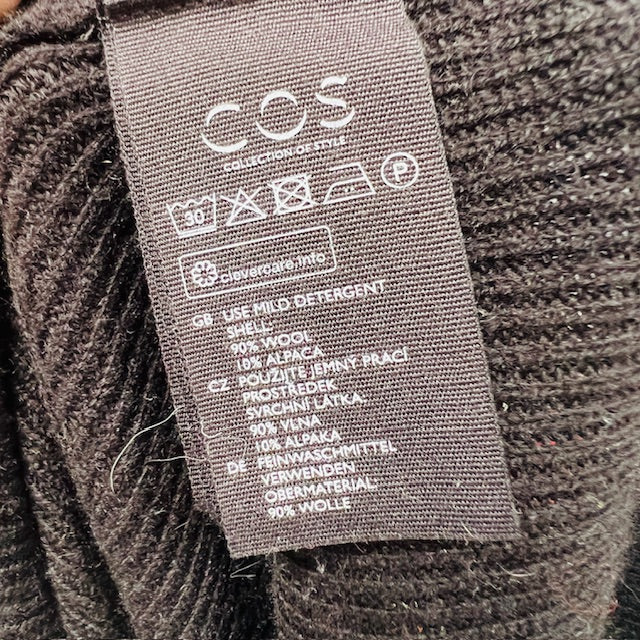 COS
COLLECTION OF STYLE
30
P
clevercare.info
GB USE MILD DETERGENT
SHELL:
90% WOOL
10% ALPACA
CZ POUŽIJTE JEMNÝ PRACÍ
PROSTŘEDEK
SVRCHNÍ LÁTKA:
90% VLNA
10% ALPAKA
DE FEINWASCHMITTEL
VERWENDEN
OBERMATERIAL:
90% WOLLE